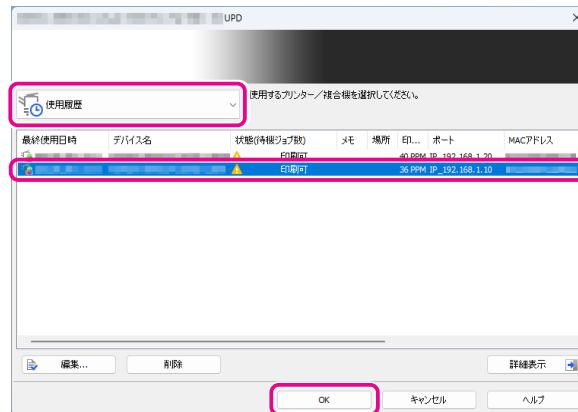 UPD
使用履歴
使用するプリンター／複合機を選択してください。
最終使用日時 デバイス名 状態(待機ジョブ数) メモ 場所 印... ポート MACアドレス
印刷可 40 PPM IP_192.168.1.20
印刷可 36 PPM IP_192.168.1.10
編集... 削除 詳細表示
OK キャンセル ヘルプ